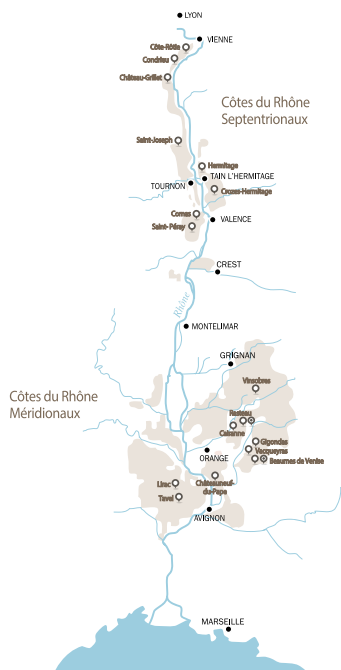 LYON
VIENNE
Côte-Rôtie
Condrieu
Château-Grillet
Côtes du Rhône
Septentrionaux
Saint-Joseph
Hermitage
TAIN L'HERMITAGE
TOURNON
Crozes-Hermitage
Cornas
VALENCE
Saint- Péray
CREST
Rhône
MONTELIMAR
GRIGNAN
Vinsobres
Côtes du Rhône
Méridionaux
Rasteau
Cairanne
Gigondas
Vacqueyras
ORANGE
Beaumes de Venise
Lirac
Châteauneuf-
du-Pape
Tavel
AVIGNON
MARSEILLE